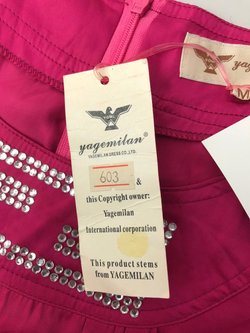 yagemilan®
YAGEMILAN DRESS CO.,LTD.
603 &
this Copyright owner:
Yagemilan
International corporation
This product stems
from YAGEMILAN
M